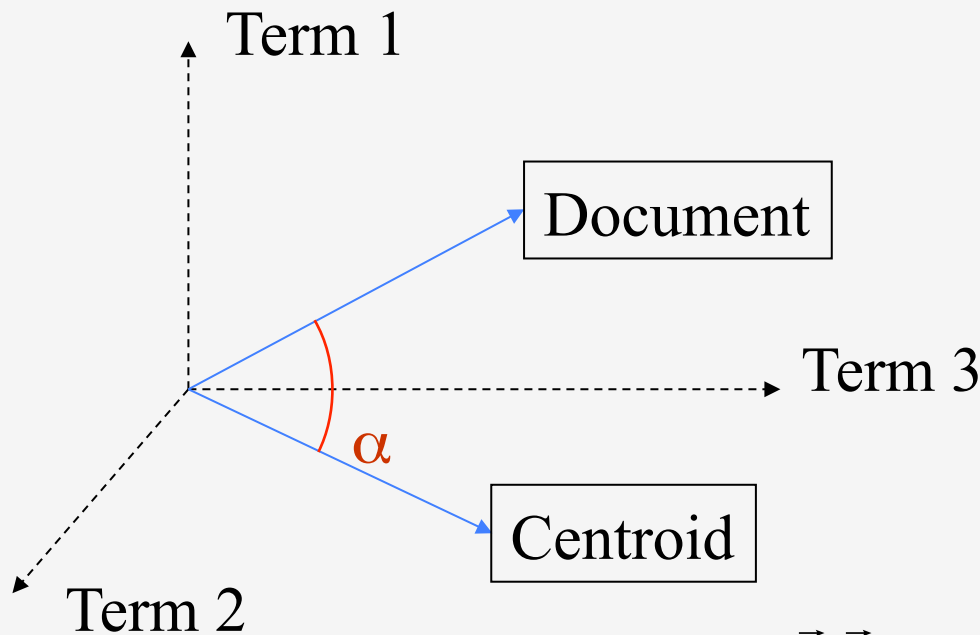 Term 1
Document
Term 3
α
Centroid
Term 2